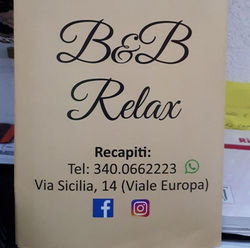 B&B
Relax
Recapiti:
Tel: 340.0662223
Via Sicilia, 14 (Viale Europa)